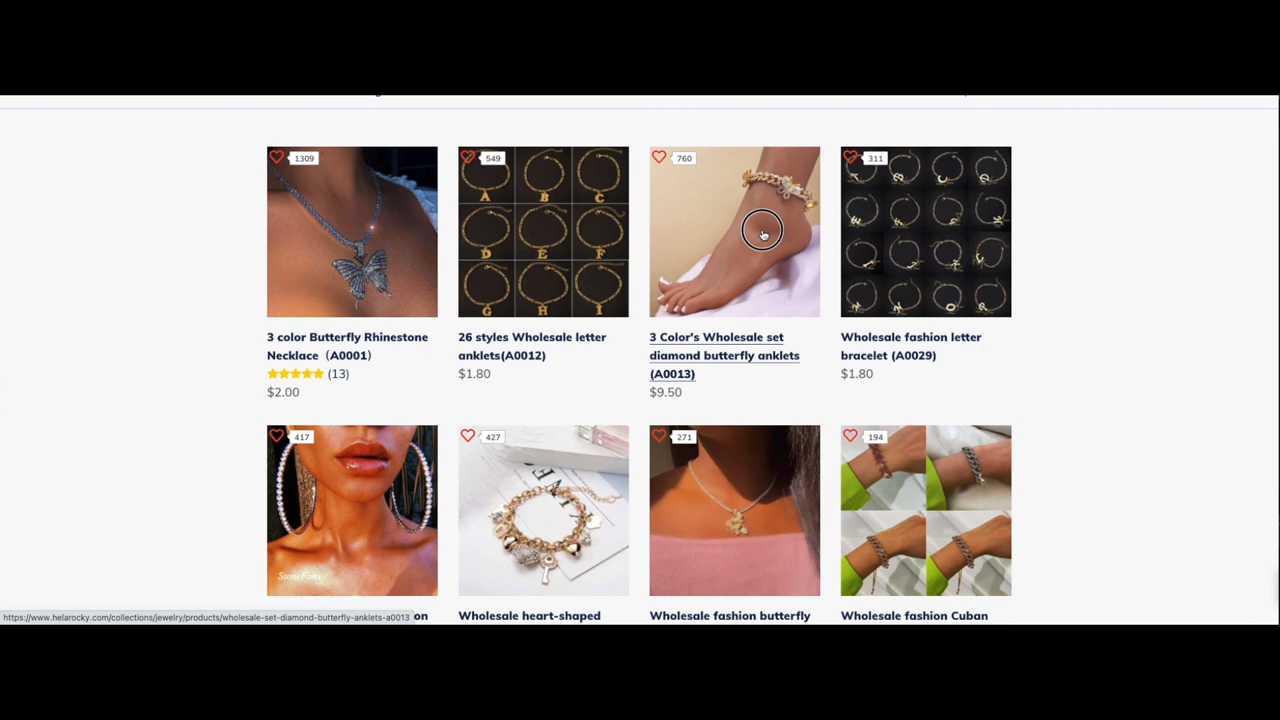 1309
549
760
311
3 color Butterfly Rhinestone
Necklace（A0001）
(13)
$2.00
26 styles Wholesale letter
anklets(A0012)
$1.80
3 Color's Wholesale set
diamond butterfly anklets
(A0013)
$9.50
Wholesale fashion letter
bracelet (A0029)
$1.80
417
427
271
194
A B C
D E F
G H I
on
Wholesale heart-shaped
Wholesale fashion butterfly
Wholesale fashion Cuban
https://www.helarocky.com/collections/jewelry/products/wholesale-set-diamond-butterfly-anklets-a0013